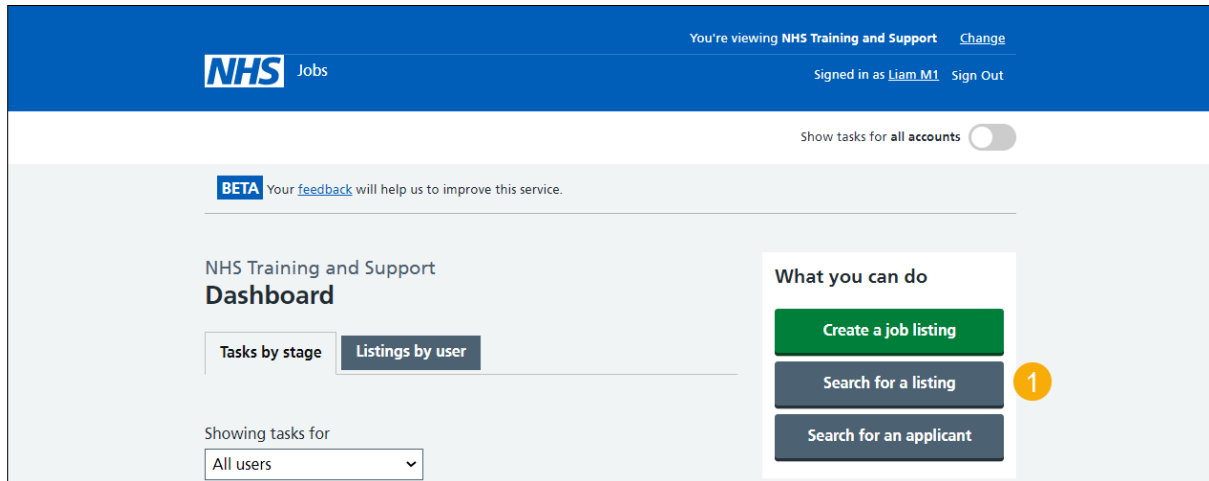 You're viewing NHS Training and Support Change
NHS Jobs
Signed in as Liam M1 Sign Out
Show tasks for all accounts
BETA Your feedback will help us to improve this service.
NHS Training and Support
Dashboard
Tasks by stage
Listings by user
Showing tasks for
All users
What you can do
Create a job listing
Search for a listing
1
Search for an applicant